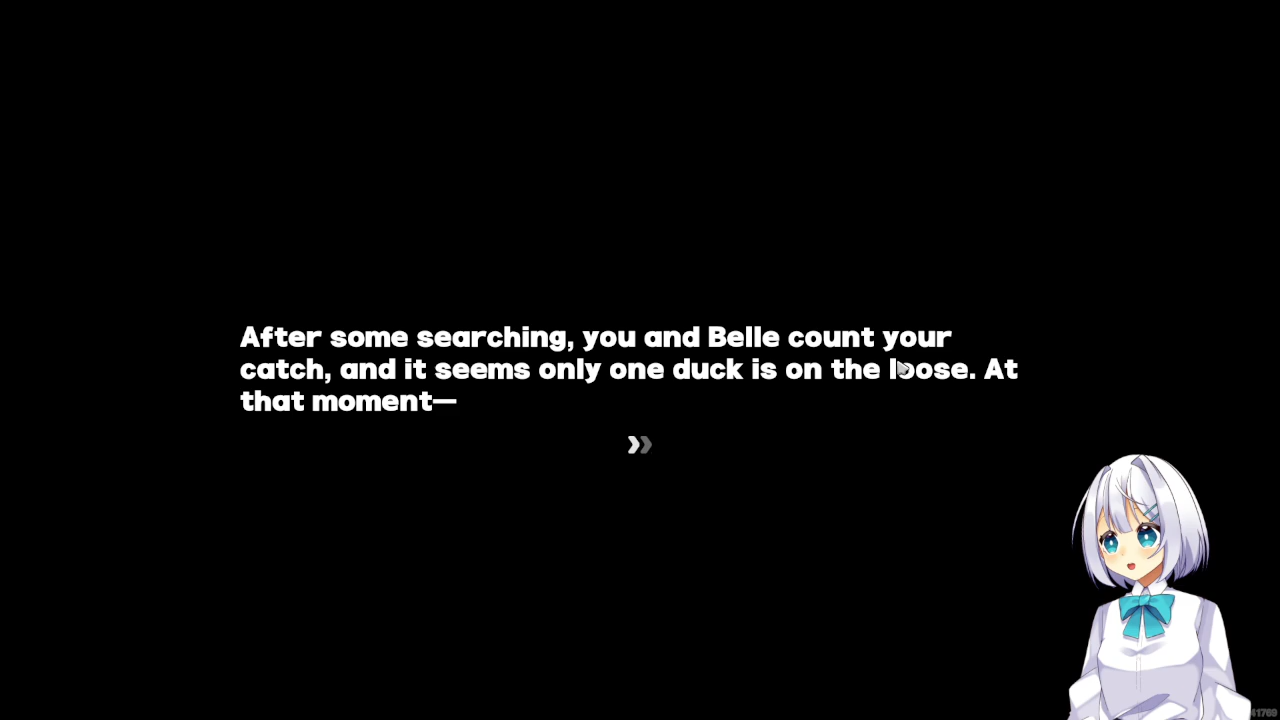 After some searching, you and Belle count your
catch, and it seems only one duck is on the loose. At
that moment—